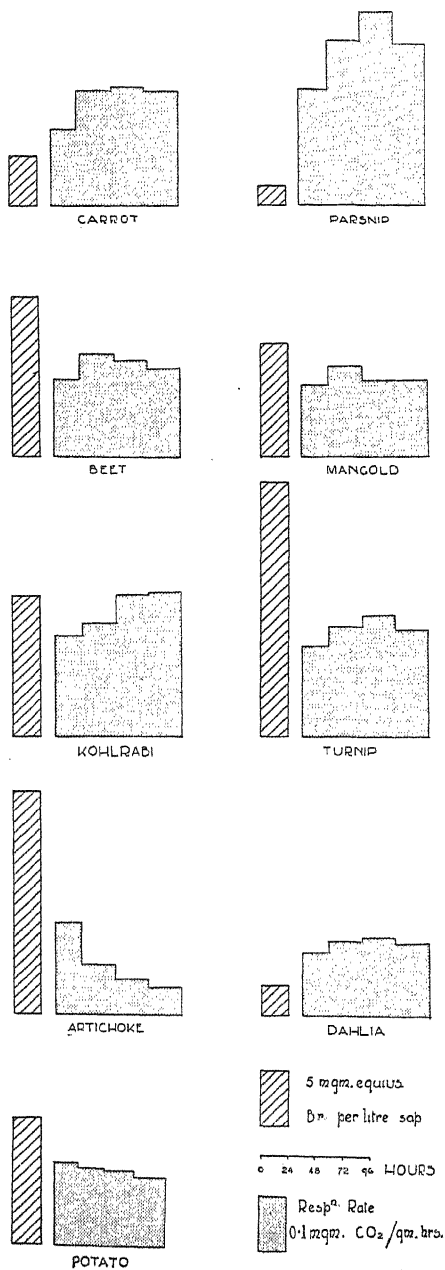 CARROT
PARSNIP
BEET
MANGOLD
KOHLRABI
TURNIP
ARTICHOKE
DAHLIA
5 mgm. equivs.
Br. per litre sap
0 24 48 72 96 HOURS
Respⁿ. Rate
0·1 mgm. CO₂/gm. hrs.
POTATO